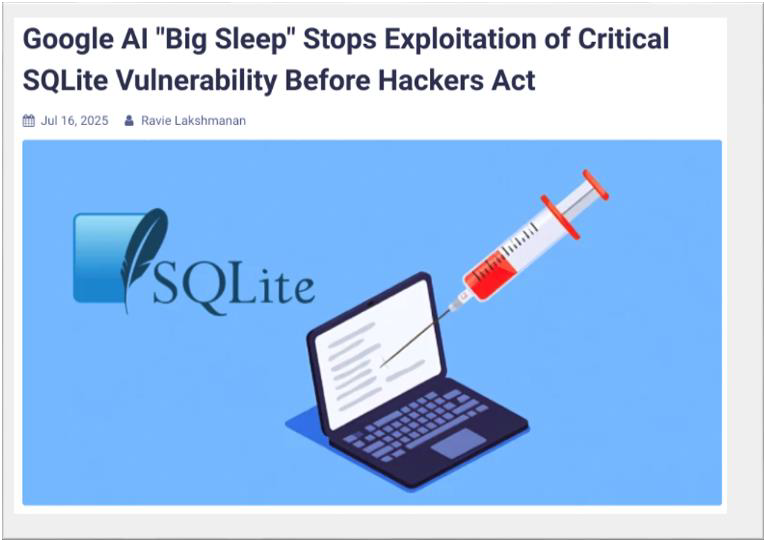 Google AI "Big Sleep" Stops Exploitation of Critical
SQLite Vulnerability Before Hackers Act
Jul 16, 2025 Ravie Lakshmanan
SQLite